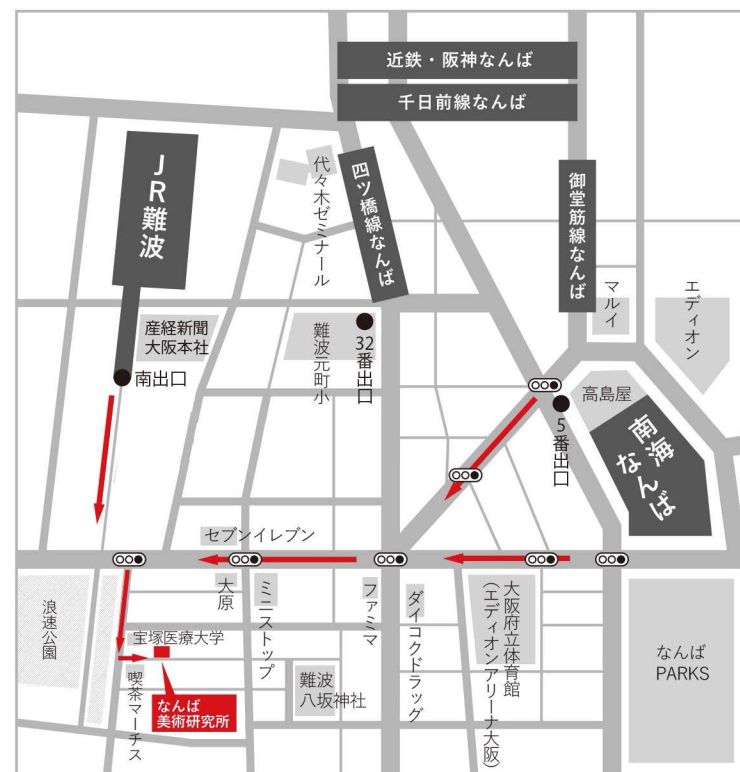 近鉄・阪神なんば
千日前線なんば
JR難波
代々木ゼミナール
四ツ橋線なんば
御堂筋線なんば
マルイ
エディオン
産経新聞
大阪本社
難波元町小
32
番出口
南出口
高島屋
5
番出口
南海
なんば
セブンイレブン
大原
ミニストップ
ファミマ
ダイコクドラッグ
大阪府立体育館
(エディオンアリーナ大阪)
浪速公園
宝塚医療大学
喫茶マーチス
なんば
美術研究所
難波
八坂神社
なんば
PARKS